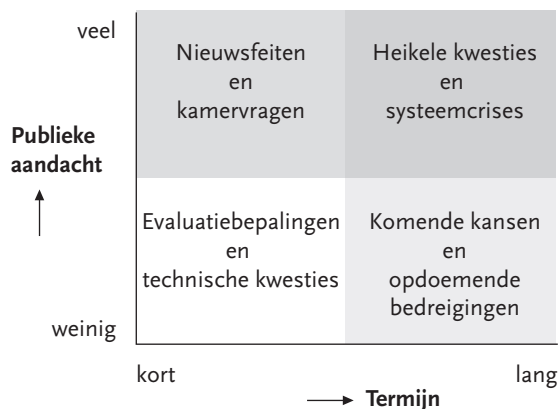 veel
Nieuwsfeiten
en
kamervragen
Heikele kwesties
en
systeemcrises
Publieke
aandacht
Evaluatiebepalingen
en
technische kwesties
Komende kansen
en
opdoemende
bedreigingen
weinig
kort
lang
Termijn